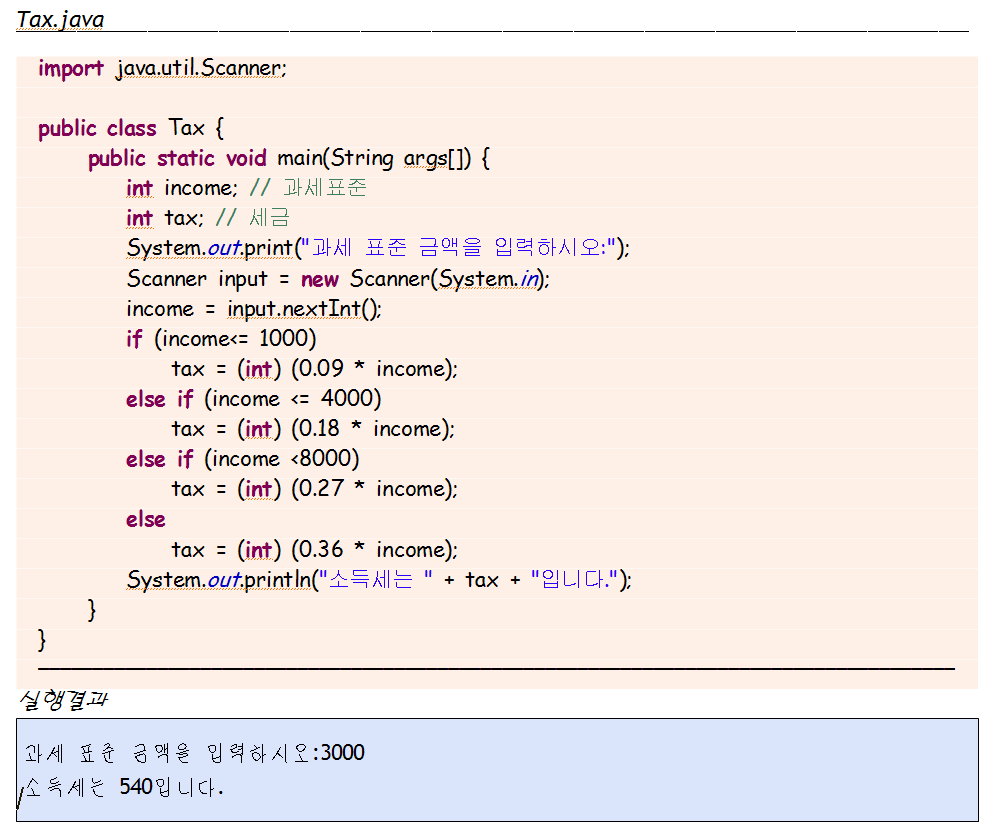 Tax.java
import java.util.Scanner;
public class Tax {
public static void main(String args[]) {
int income; // 과세표준
int tax; // 세금
System.out.print("과세 표준 금액을 입력하시오:");
Scanner input = new Scanner(System.in);
income = input.nextInt();
if (income<= 1000)
tax = (int) (0.09 * income);
else if (income <= 4000)
tax = (int) (0.18 * income);
else if (income <8000)
tax = (int) (0.27 * income);
else
tax = (int) (0.36 * income);
System.out.println("소득세는 " + tax + "입니다.");
}
}
실행결과
과세 표준 금액을 입력하시오:3000
소득세는 540입니다.